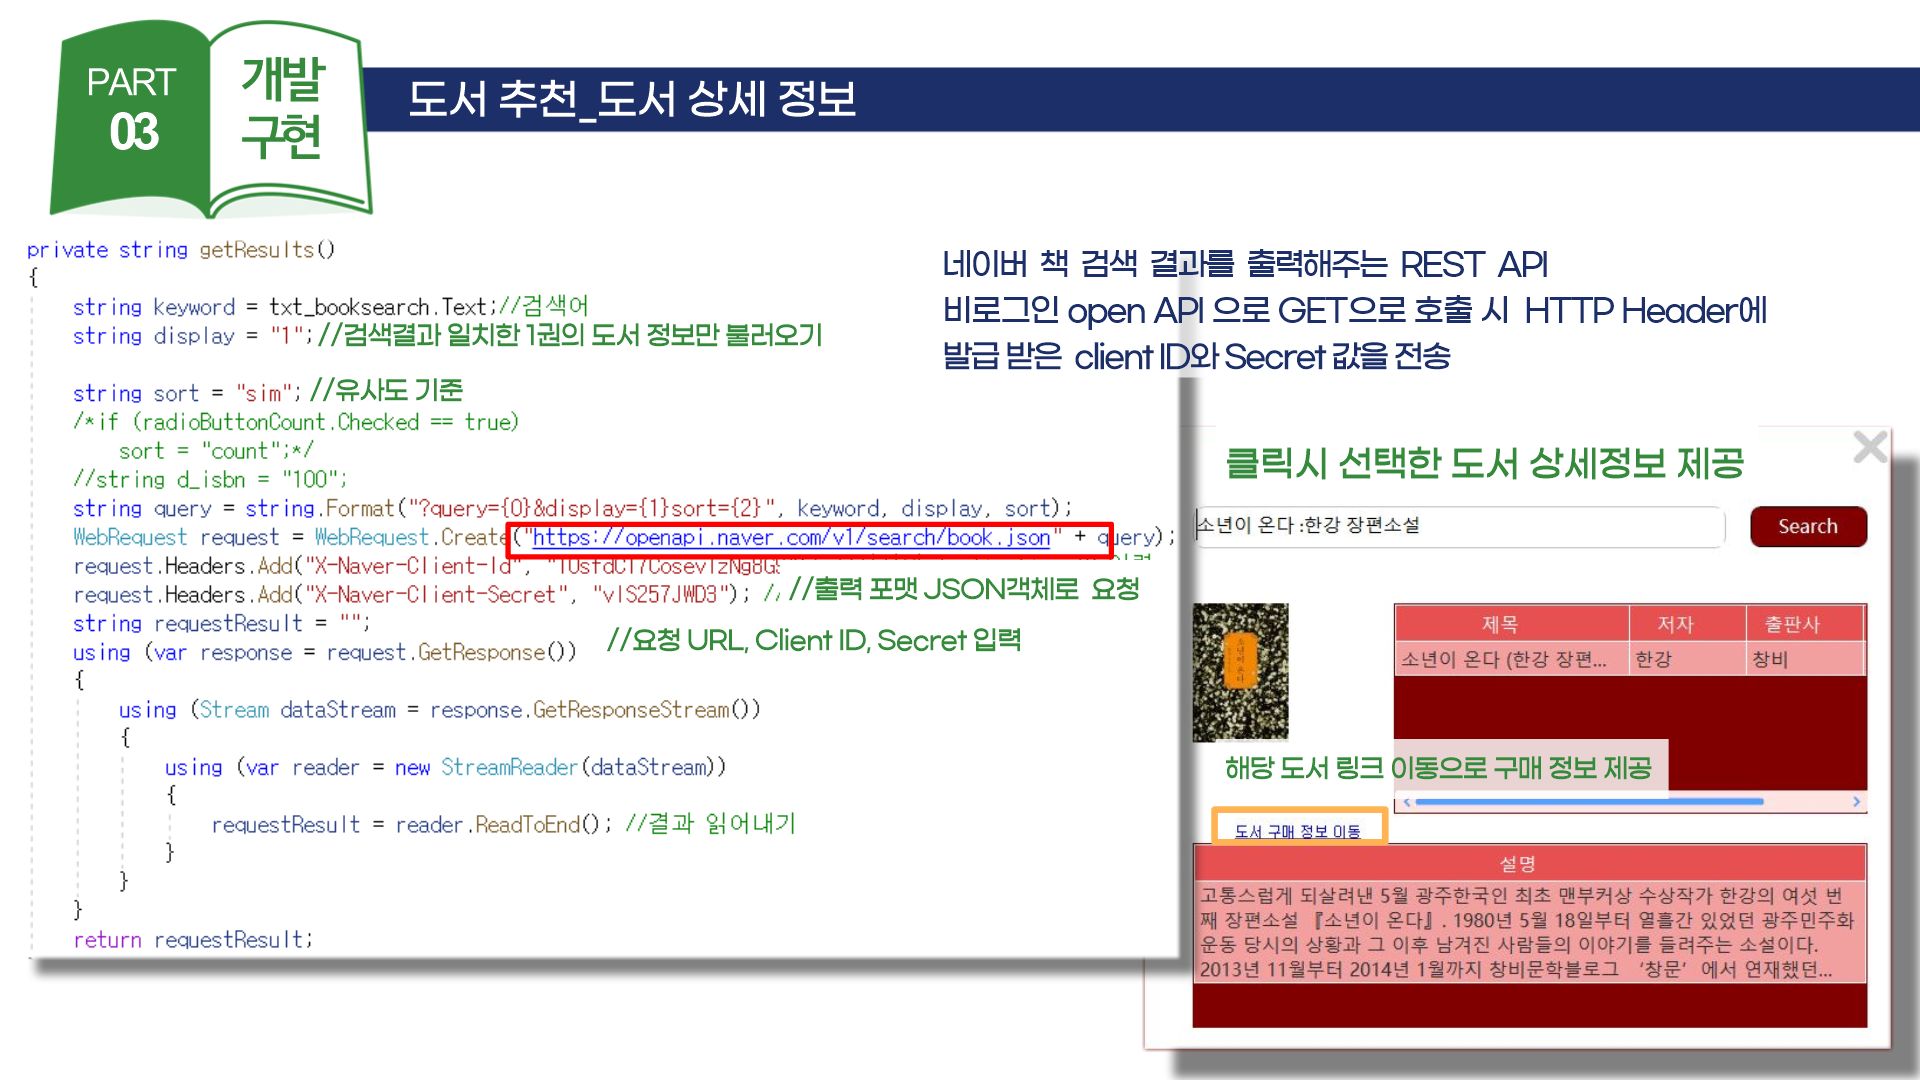 PART
03
개발
구현
도서 추천_도서 상세 정보
private string getResults()
{
string keyword = txt_booksearch.Text;//검색어
string display = "1"; //검색결과 일치한 1권의 도서 정보만 불러오기
string sort = "sim"; //유사도 기준
/*if (radioButtonCount.Checked == true)
sort = "count";*/
//string d_isbn = "100";
string query = string.Format("?query={0}&display={1}sort={2}", keyword, display, sort);
WebRequest request = WebRequest.Create("https://openapi.naver.com/v1/search/book.json" + query);
request.Headers.Add("X-Naver-Client-Id",
request.Headers.Add("X-Naver-Client-Secret", "vlS257JWD3"); // //출력 포맷 JSON객체로 요청
string requestResult = "";
//요청 URL, Client ID, Secret 입력
using (var response = request.GetResponse())
{
using (Stream dataStream = response.GetResponseStream())
{
using (var reader = new StreamReader(dataStream))
{
requestResult = reader.ReadToEnd(); //결과 읽어내기
}
}
}
return requestResult;
네이버 책 검색 결과를 출력해주는 REST API
비로그인 open API 으로 GET으로 호출 시 HTTP Header에
발급 받은 client ID와 Secret 값을 전송
클릭시 선택한 도서 상세정보 제공
소년이 온다 :한강 장편소설
Search
제목 저자 출판사
소년이 온다 (한강 장편... 한강 창비
소년이 온다
해당 도서 링크 이동으로 구매 정보 제공
도서 구매 정보 이동
설명
고통스럽게 되살려낸 5월 광주한국인 최초 맨부커상 수상작가 한강의 여섯 번
째 장편소설 『소년이 온다』. 1980년 5월 18일부터 열흘간 있었던 광주민주화
운동 당시의 상황과 그 이후 남겨진 사람들의 이야기를 들려주는 소설이다.
2013년 11월부터 2014년 1월까지 창비문학블로그 ‘창문’에서 연재했던...